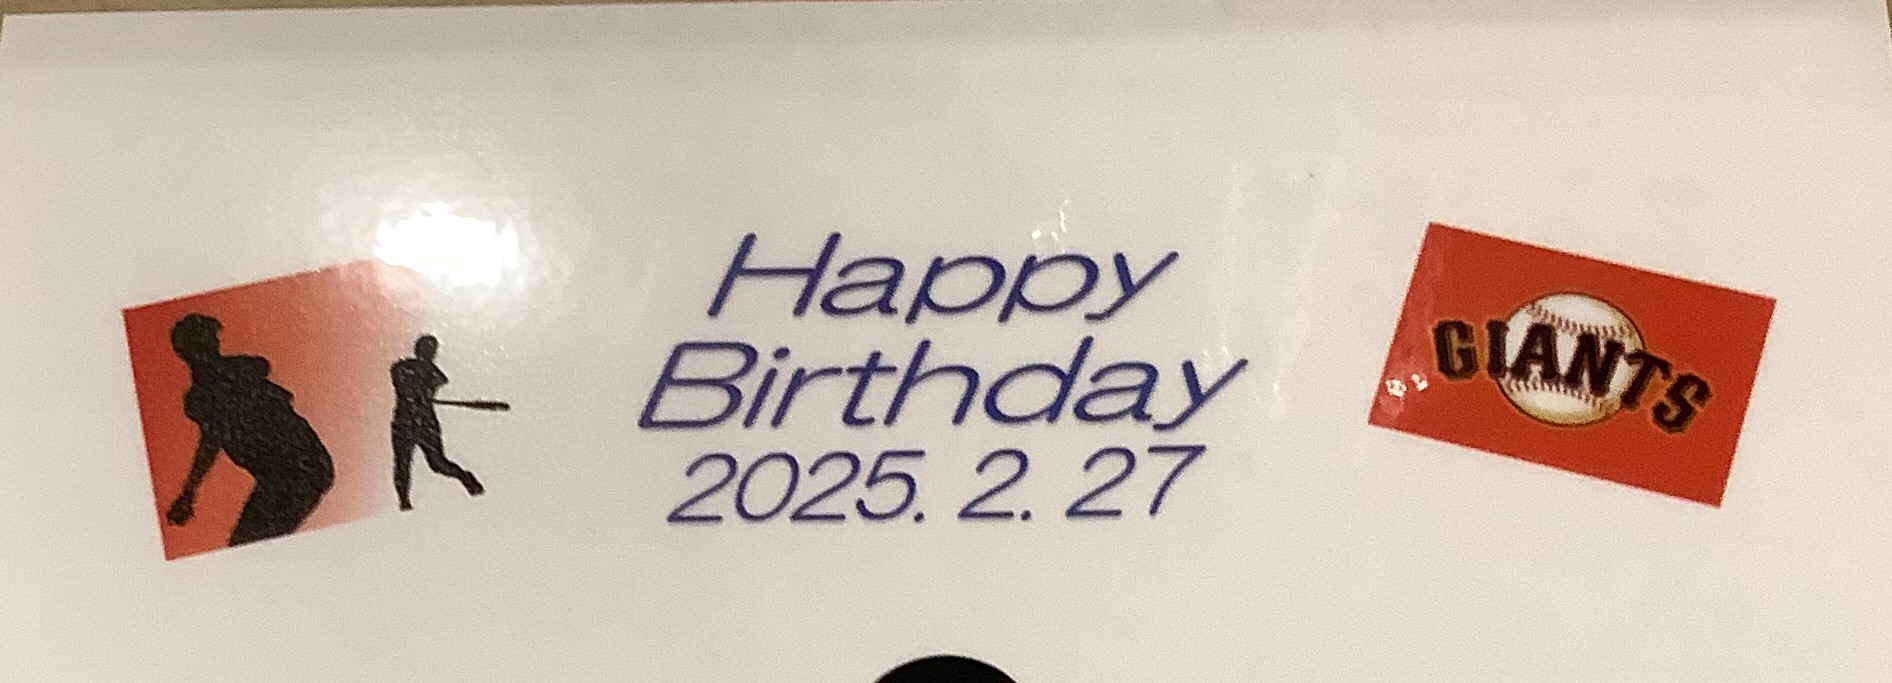 Happy
Birthday
2025. 2. 27
GIANTS